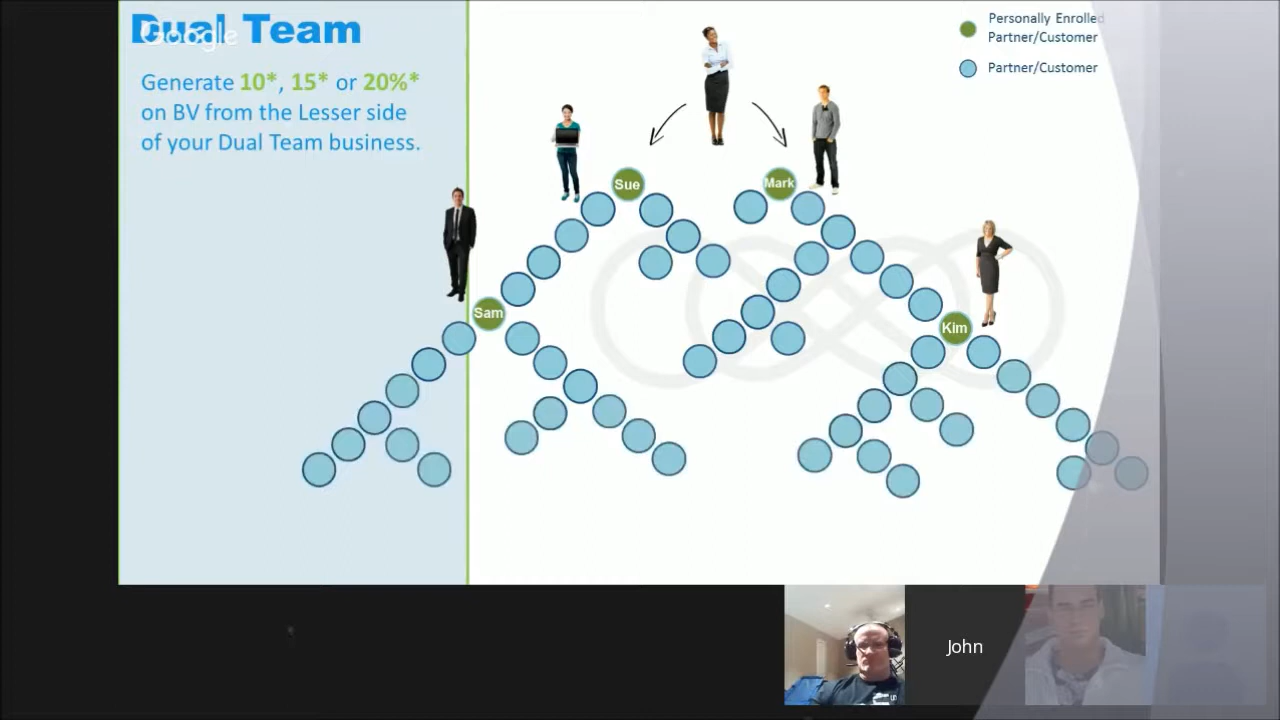 Dual Team
Google
Generate 10*, 15* or 20%*
on BV from the Lesser side
of your Dual Team business.
Personally Enrolled
Partner/Customer
Partner/Customer
Sue
Mark
Sam
Kim
John